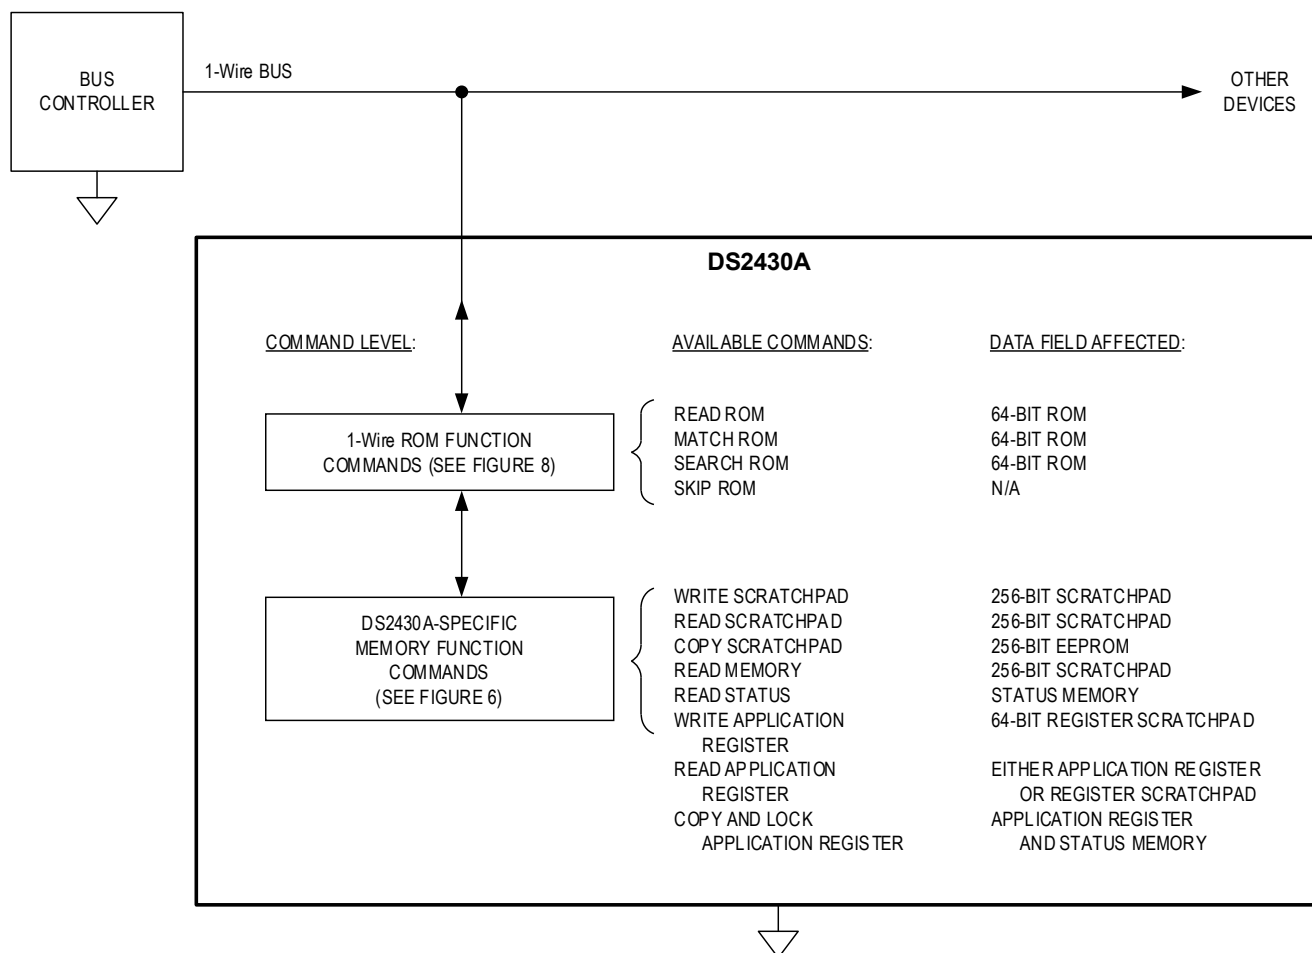 BUS
CONTROLLER
1-Wire BUS
OTHER
DEVICES
DS2430A
COMMAND LEVEL:
AVAILABLE COMMANDS:
DATA FIELD AFFECTED:
1-Wire ROM FUNCTION
COMMANDS (SEE FIGURE 8)
READ ROM
64-BIT ROM
MATCH ROM
64-BIT ROM
SEARCH ROM
64-BIT ROM
SKIP ROM
N/A
DS2430A-SPECIFIC
MEMORY FUNCTION
COMMANDS
(SEE FIGURE 6)
WRITE SCRATCHPAD
256-BIT SCRATCHPAD
READ SCRATCHPAD
256-BIT SCRATCHPAD
COPY SCRATCHPAD
256-BIT EEPROM
READ MEMORY
256-BIT SCRATCHPAD
READ STATUS
STATUS MEMORY
WRITE APPLICATION
REGISTER
64-BIT REGISTER SCRATCHPAD
READ APPLICATION
REGISTER
EITHER APPLICATION REGISTER
OR REGISTER SCRATCHPAD
COPY AND LOCK
APPLICATION REGISTER
APPLICATION REGISTER
AND STATUS MEMORY